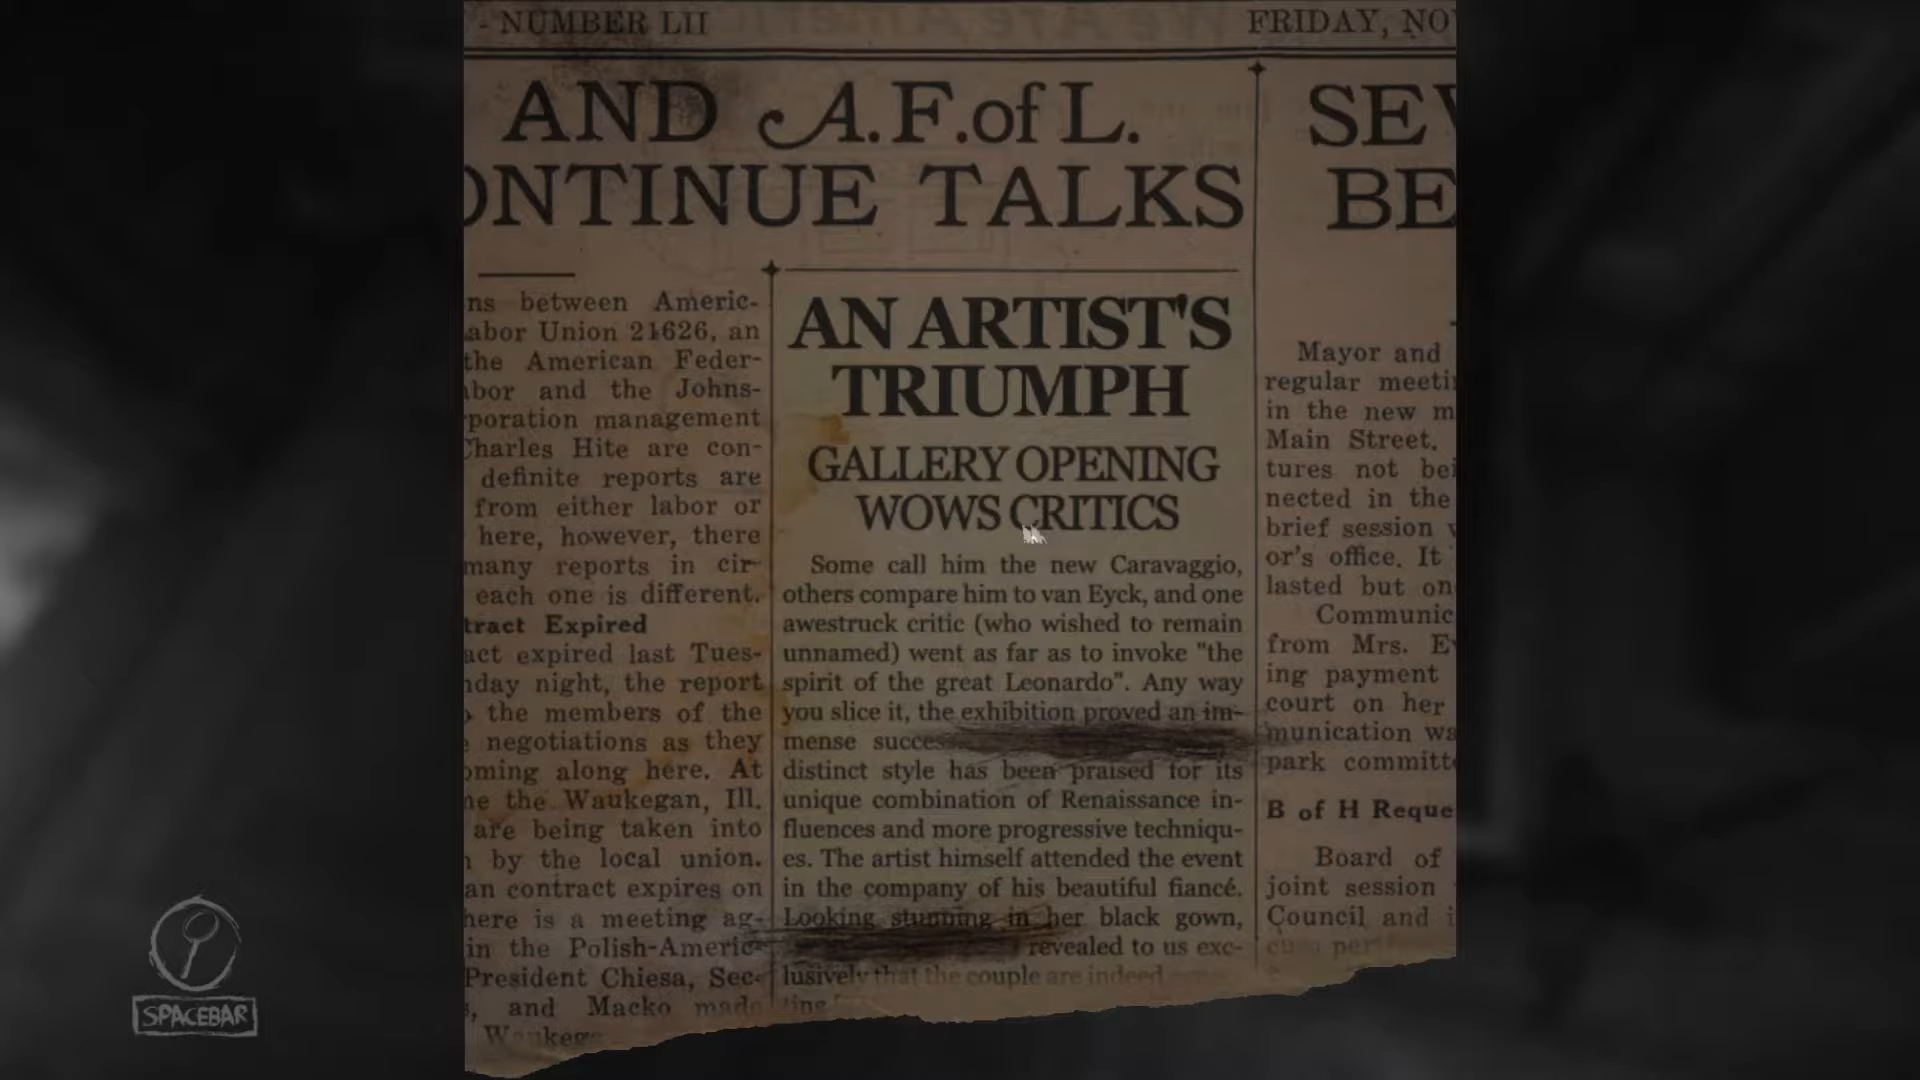 - NUMBER LII
FRIDAY, NO
AND A.F. of L.
ONTINUE TALKS
ns between Americ-
abor Union 21626, an
the American Feder-
abor and the Johns-
rporation management
Charles Hite are con-
definite reports are
from either labor or
here, however, there
many reports in cir-
each one is different.
tract Expired
act expired last Tues-
nday night, the report
the members of the
negotiations as they
oming along here. At
ne the Waukegan, Ill.
are being taken into
by the local union.
an contract expires on
here is a meeting ag-
in the Polish-Americ-
President Chiesa, Sec-
, and Macko made
AN ARTIST'S
TRIUMPH
GALLERY OPENING
WOWS CRITICS
Some call him the new Caravaggio,
others compare him to van Eyck, and one
awestruck critic (who wished to remain
unnamed) went as far as to invoke "the
spirit of the great Leonardo". Any way
you slice it, the exhibition proved an im-
mense succes
distinct style has been praised for its
unique combination of Renaissance in-
fluences and more progressive techniqu-
es. The artist himself attended the event
in the company of his beautiful fiancé.
Looking stunning in her black gown,
revealed to us exc-
lusively that the couple are indeed
ting
SEV
BE
Mayor and
regular meeti
in the new m
Main Street.
tures not bei
nected in the
brief session
or's office. It
lasted but on
Communic
from Mrs. E
ing payment
court on her
munication wa
park committ
B of H Reque
Board of
joint session
Council and i
SPACEBAR